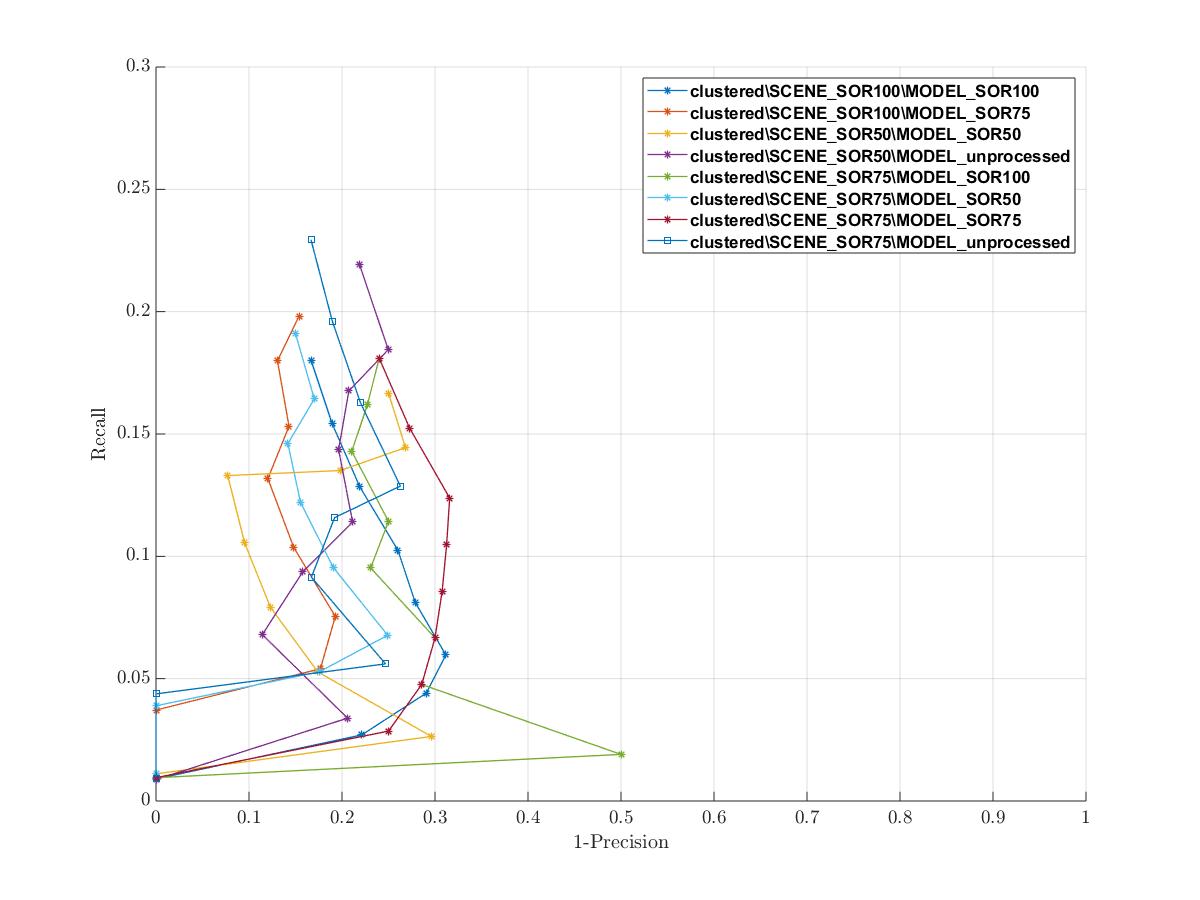 0.3
0.25
0.2
0.15
0.1
0.05
0
Recall
clustered\SCENE_SOR100\MODEL_SOR100
clustered\SCENE_SOR100\MODEL_SOR75
clustered\SCENE_SOR50\MODEL_SOR50
clustered\SCENE_SOR50\MODEL_unprocessed
clustered\SCENE_SOR75\MODEL_SOR100
clustered\SCENE_SOR75\MODEL_SOR50
clustered\SCENE_SOR75\MODEL_SOR75
clustered\SCENE_SOR75\MODEL_unprocessed
0 0.1 0.2 0.3 0.4 0.5 0.6 0.7 0.8 0.9 1
1-Precision